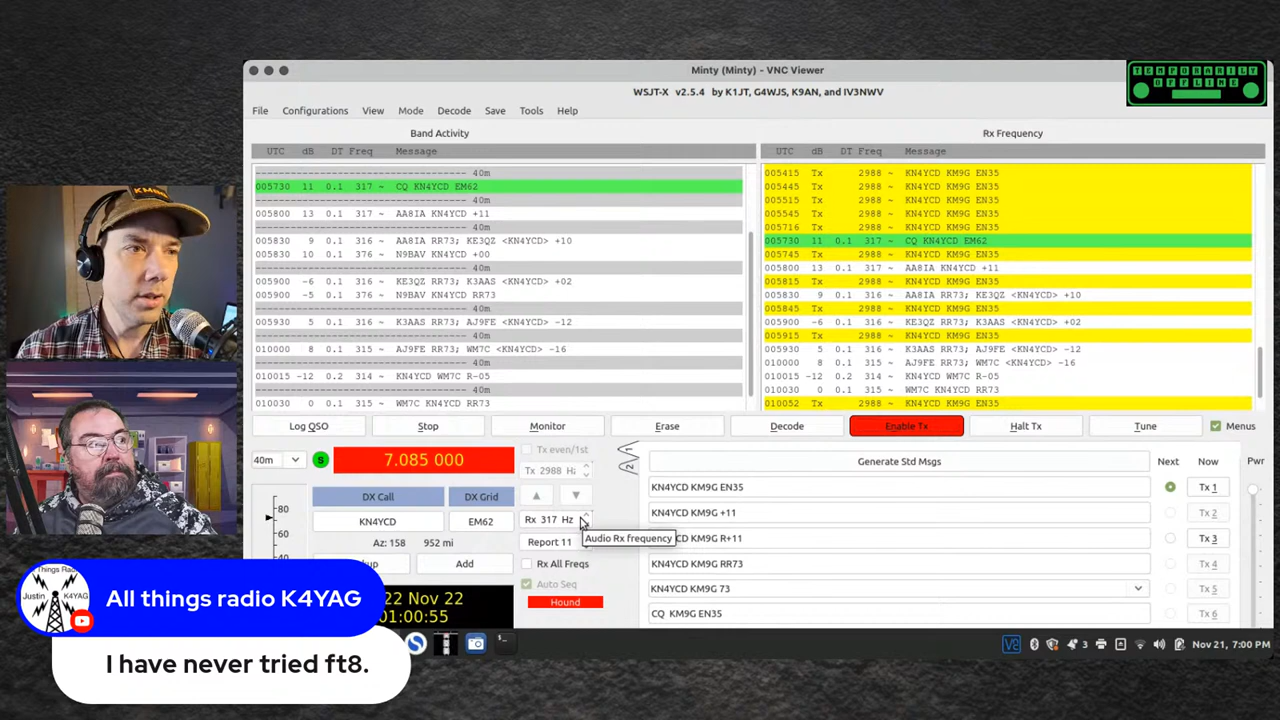 Minty (Minty) - VNC Viewer
WSJT-X v2.5.4 by K1JT, G4WJS, K9AN, and IV3NWV
TEMPORARILY
OFFLINE
File Configurations View Mode Decode Save Tools Help
Band Activity
UTC dB DT Freq Message
40m
005730 11 0.1 317 ~ CQ KN4YCD EM62
40m
005800 13 0.1 317 ~ AA8IA KN4YCD +11
40m
005830 9 0.1 316 ~ AA8IA RR73; KE3QZ <KN4YCD> +10
005830 10 0.1 376 ~ N9BAV KN4YCD +00
40m
005900 -6 0.1 316 ~ KE3QZ RR73; K3AAS <KN4YCD> +02
005900 -5 0.1 376 ~ N9BAV KN4YCD RR73
40m
005930 5 0.1 316 ~ K3AAS RR73; AJ9FE <KN4YCD> -12
40m
010000 8 0.1 315 ~ AJ9FE RR73; WM7C <KN4YCD> -16
40m
010015 -12 0.2 314 ~ KN4YCD WM7C R-05
40m
010030 0 0.1 315 ~ WM7C KN4YCD RR73
Rx Frequency
UTC dB DT Freq Message
005415 Tx 2988 ~ KN4YCD KM9G EN35
005445 Tx 2988 ~ KN4YCD KM9G EN35
005515 Tx 2988 ~ KN4YCD KM9G EN35
005545 Tx 2988 ~ KN4YCD KM9G EN35
005716 Tx 2988 ~ KN4YCD KM9G EN35
005730 11 0.1 317 ~ CQ KN4YCD EM62
005745 Tx 2988 ~ KN4YCD KM9G EN35
005800 13 0.1 317 ~ AA8IA KN4YCD +11
005815 Tx 2988 ~ KN4YCD KM9G EN35
005830 9 0.1 316 ~ AA8IA RR73; KE3QZ <KN4YCD> +10
005845 Tx 2988 ~ KN4YCD KM9G EN35
005900 -6 0.1 316 ~ KE3QZ RR73; K3AAS <KN4YCD> +02
005915 Tx 2988 ~ KN4YCD KM9G EN35
005930 5 0.1 316 ~ K3AAS RR73; AJ9FE <KN4YCD> -12
010000 8 0.1 315 ~ AJ9FE RR73; WM7C <KN4YCD> -16
010015 -12 0.2 314 ~ KN4YCD WM7C R-05
010030 0 0.1 315 ~ WM7C KN4YCD RR73
010052 Tx 2988 ~ KN4YCD KM9G EN35
Log QSO Stop Monitor Erase Decode Enable Tx Halt Tx Tune Menus
40m S 7.085 000
DX Call DX Grid
KN4YCD EM62
Az: 158 952 mi
Add
22 Nov 22
01:00:55
80
60
40
Tx even/1st
Tx 2988 Hz
Rx 317 Hz
Audio Rx frequency
Report 11
Rx All Freqs
Auto Seq
Hound
1
2
Generate Std Msgs Next Now Pwr
KN4YCD KM9G EN35 Tx 1
KN4YCD KM9G +11 Tx 2
CD KM9G R+11 Tx 3
KN4YCD KM9G RR73 Tx 4
KN4YCD KM9G 73 Tx 5
CQ KM9G EN35 Tx 6
3 Nov 21, 7:00 PM
Justin K4YAG
All things radio K4YAG
I have never tried ft8.